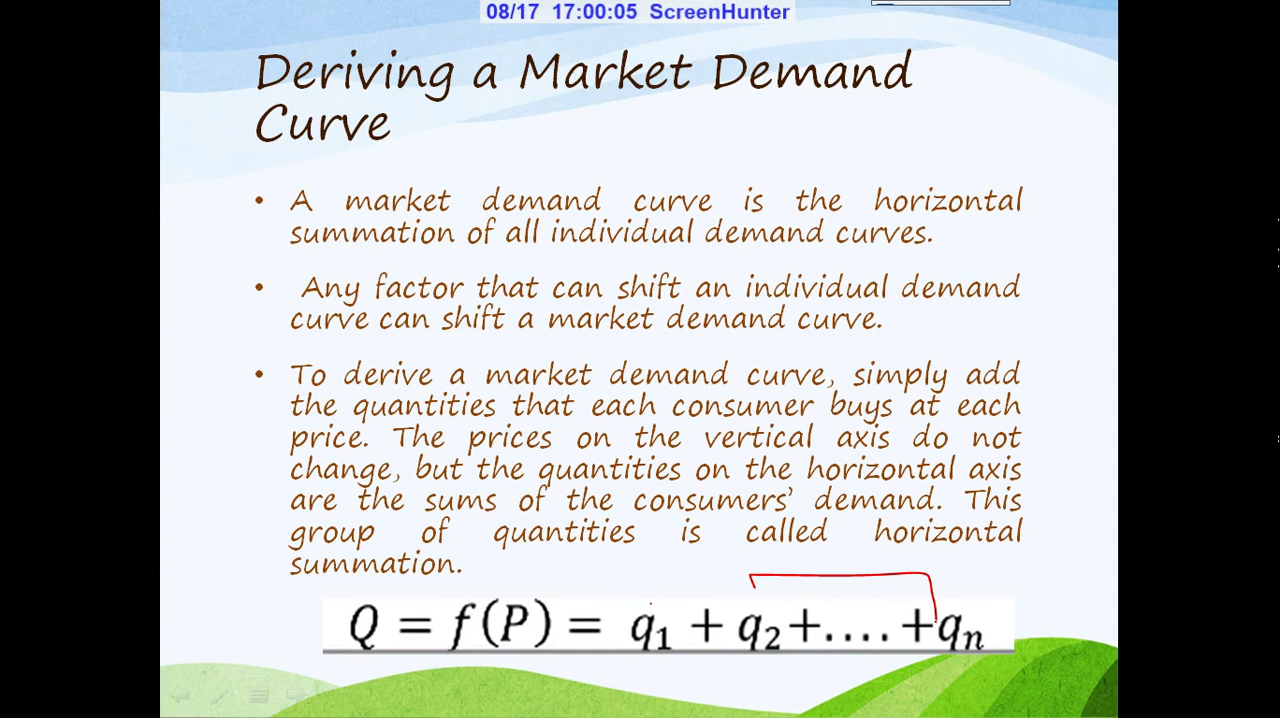 08/17 17:00:05 ScreenHunter
Deriving a Market Demand
Curve
• A market demand curve is the horizontal
summation of all individual demand curves.
• Any factor that can shift an individual demand
curve can shift a market demand curve.
• To derive a market demand curve, simply add
the quantities that each consumer buys at each
price. The prices on the vertical axis do not
change, but the quantities on the horizontal axis
are the sums of the consumers’ demand. This
group of quantities is called horizontal
summation.
Q = f(P) = q₁ + q₂+....+qₙ